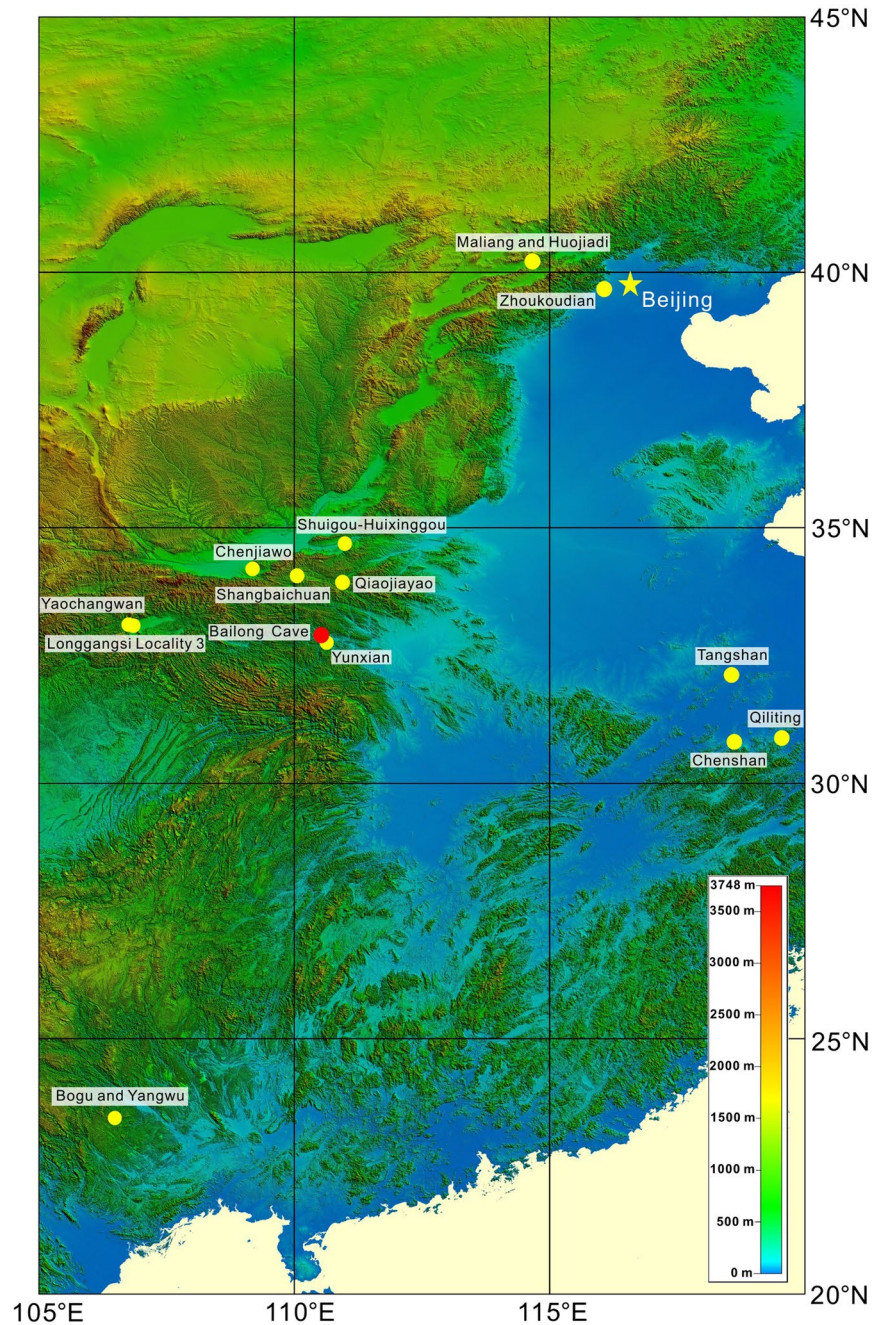 45°N
Maliang and Huojiadi
40°N
Zhoukoudian
Beijing
35°N
Shuigou-Huixinggou
Chenjiawo
Qiaojiayao
Shangbaichuan
Yaochangwan
Bailong Cave
Longgangsi Locality 3
Yunxian
Tangshan
Qiliting
Chenshan
30°N
3748 m
3500 m
3000 m
2500 m
2000 m
25°N
Bogu and Yangwu
1500 m
1000 m
500 m
0 m
20°N
105°E
110°E
115°E